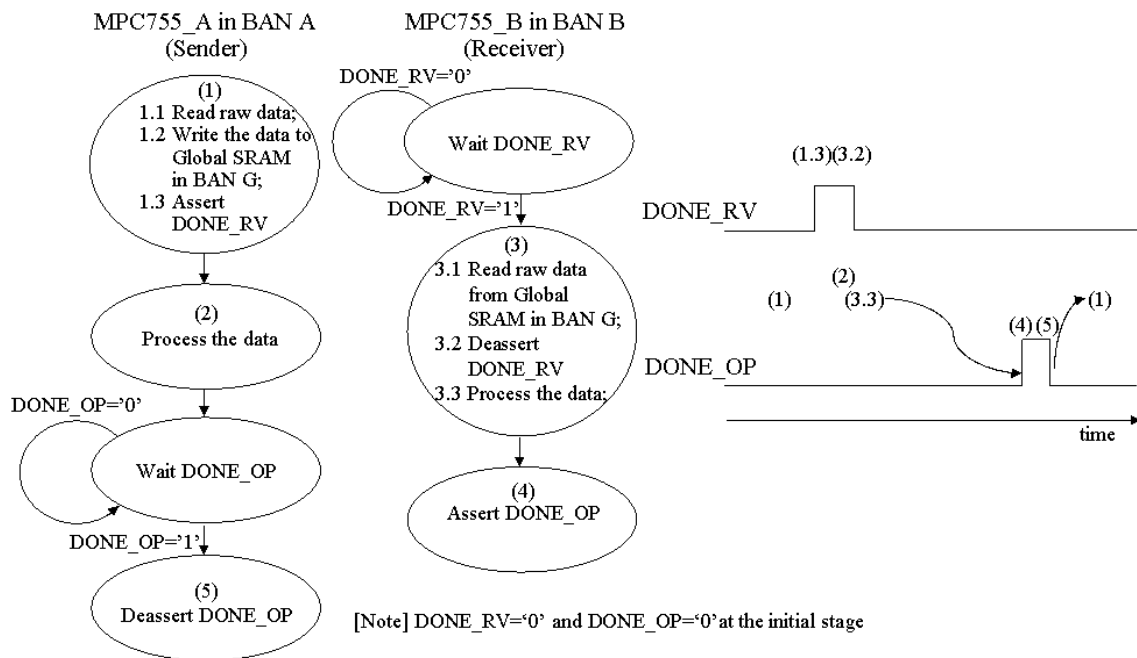 MPC755_A in BAN A
(Sender)
(1)
1.1 Read raw data;
1.2 Write the data to
Global SRAM
in BAN G;
1.3 Assert
DONE_RV
(2)
Process the data
DONE_OP='0'
Wait DONE_OP
DONE_OP='1'
(5)
Deassert DONE_OP
MPC755_B in BAN B
(Receiver)
DONE_RV='0'
Wait DONE_RV
DONE_RV='1'
(3)
3.1 Read raw data
from Global
SRAM in BAN G;
3.2 Deassert
DONE_RV
3.3 Process the data;
(4)
Assert DONE_OP
(1.3)(3.2)
DONE_RV
(2)
(1) (3.3) (1)
(4) (5)
DONE_OP
time
[Note] DONE_RV=‘0’ and DONE_OP=‘0’at the initial stage